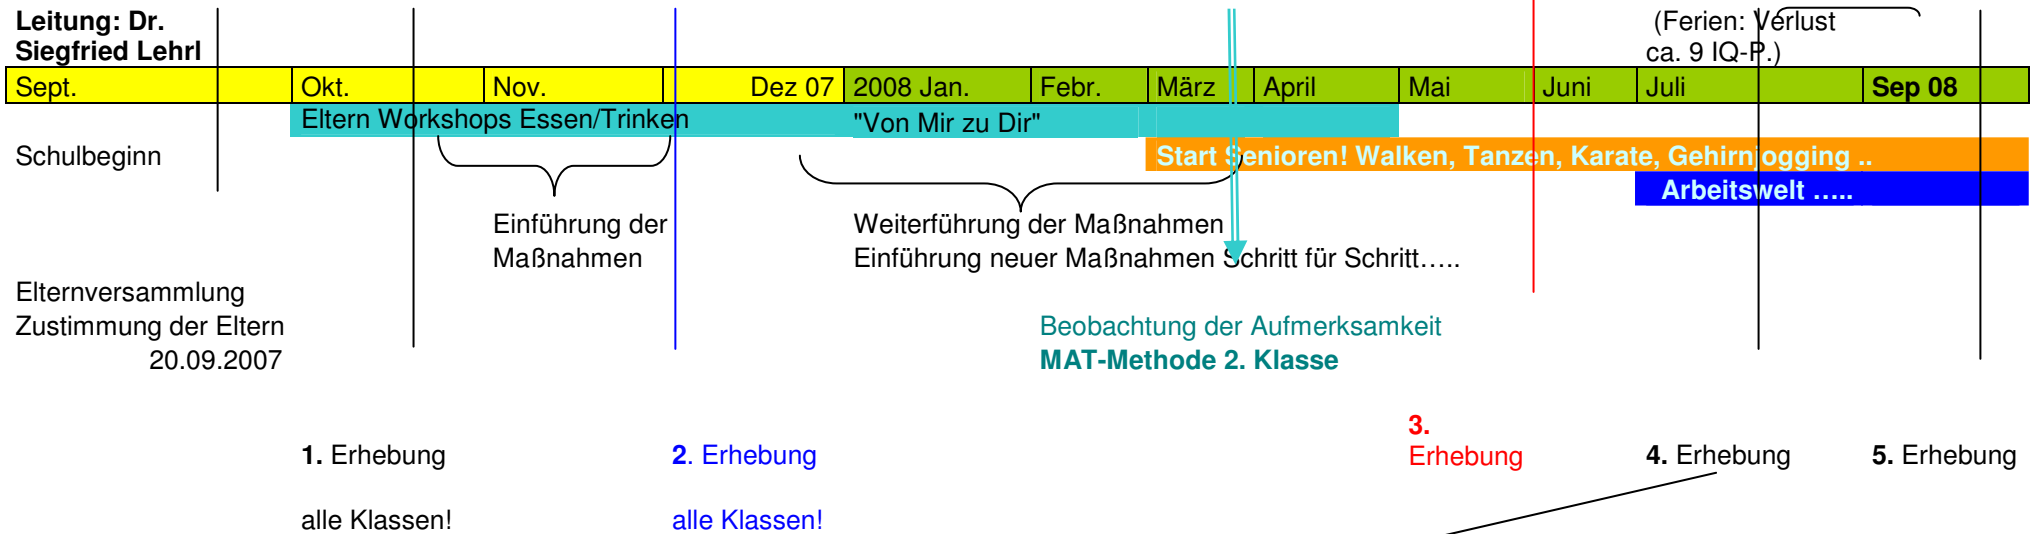 Leitung: Dr.
Siegfried Lehrl
(Ferien: Verlust
ca. 9 IQ-P.)
Sept. Okt. Nov. Dez 07 2008 Jan. Febr. März April Mai Juni Juli Sep 08
Eltern Workshops Essen/Trinken "Von Mir zu Dir"
Schulbeginn Start Senioren! Walken, Tanzen, Karate, Gehirnjogging ..
Arbeitswelt …..
Einführung der Weiterführung der Maßnahmen
Maßnahmen Einführung neuer Maßnahmen Schritt für Schritt…..
Elternversammlung
Zustimmung der Eltern Beobachtung der Aufmerksamkeit
20.09.2007 MAT-Methode 2. Klasse
3.
1. Erhebung 2. Erhebung Erhebung 4. Erhebung 5. Erhebung
alle Klassen! alle Klassen!